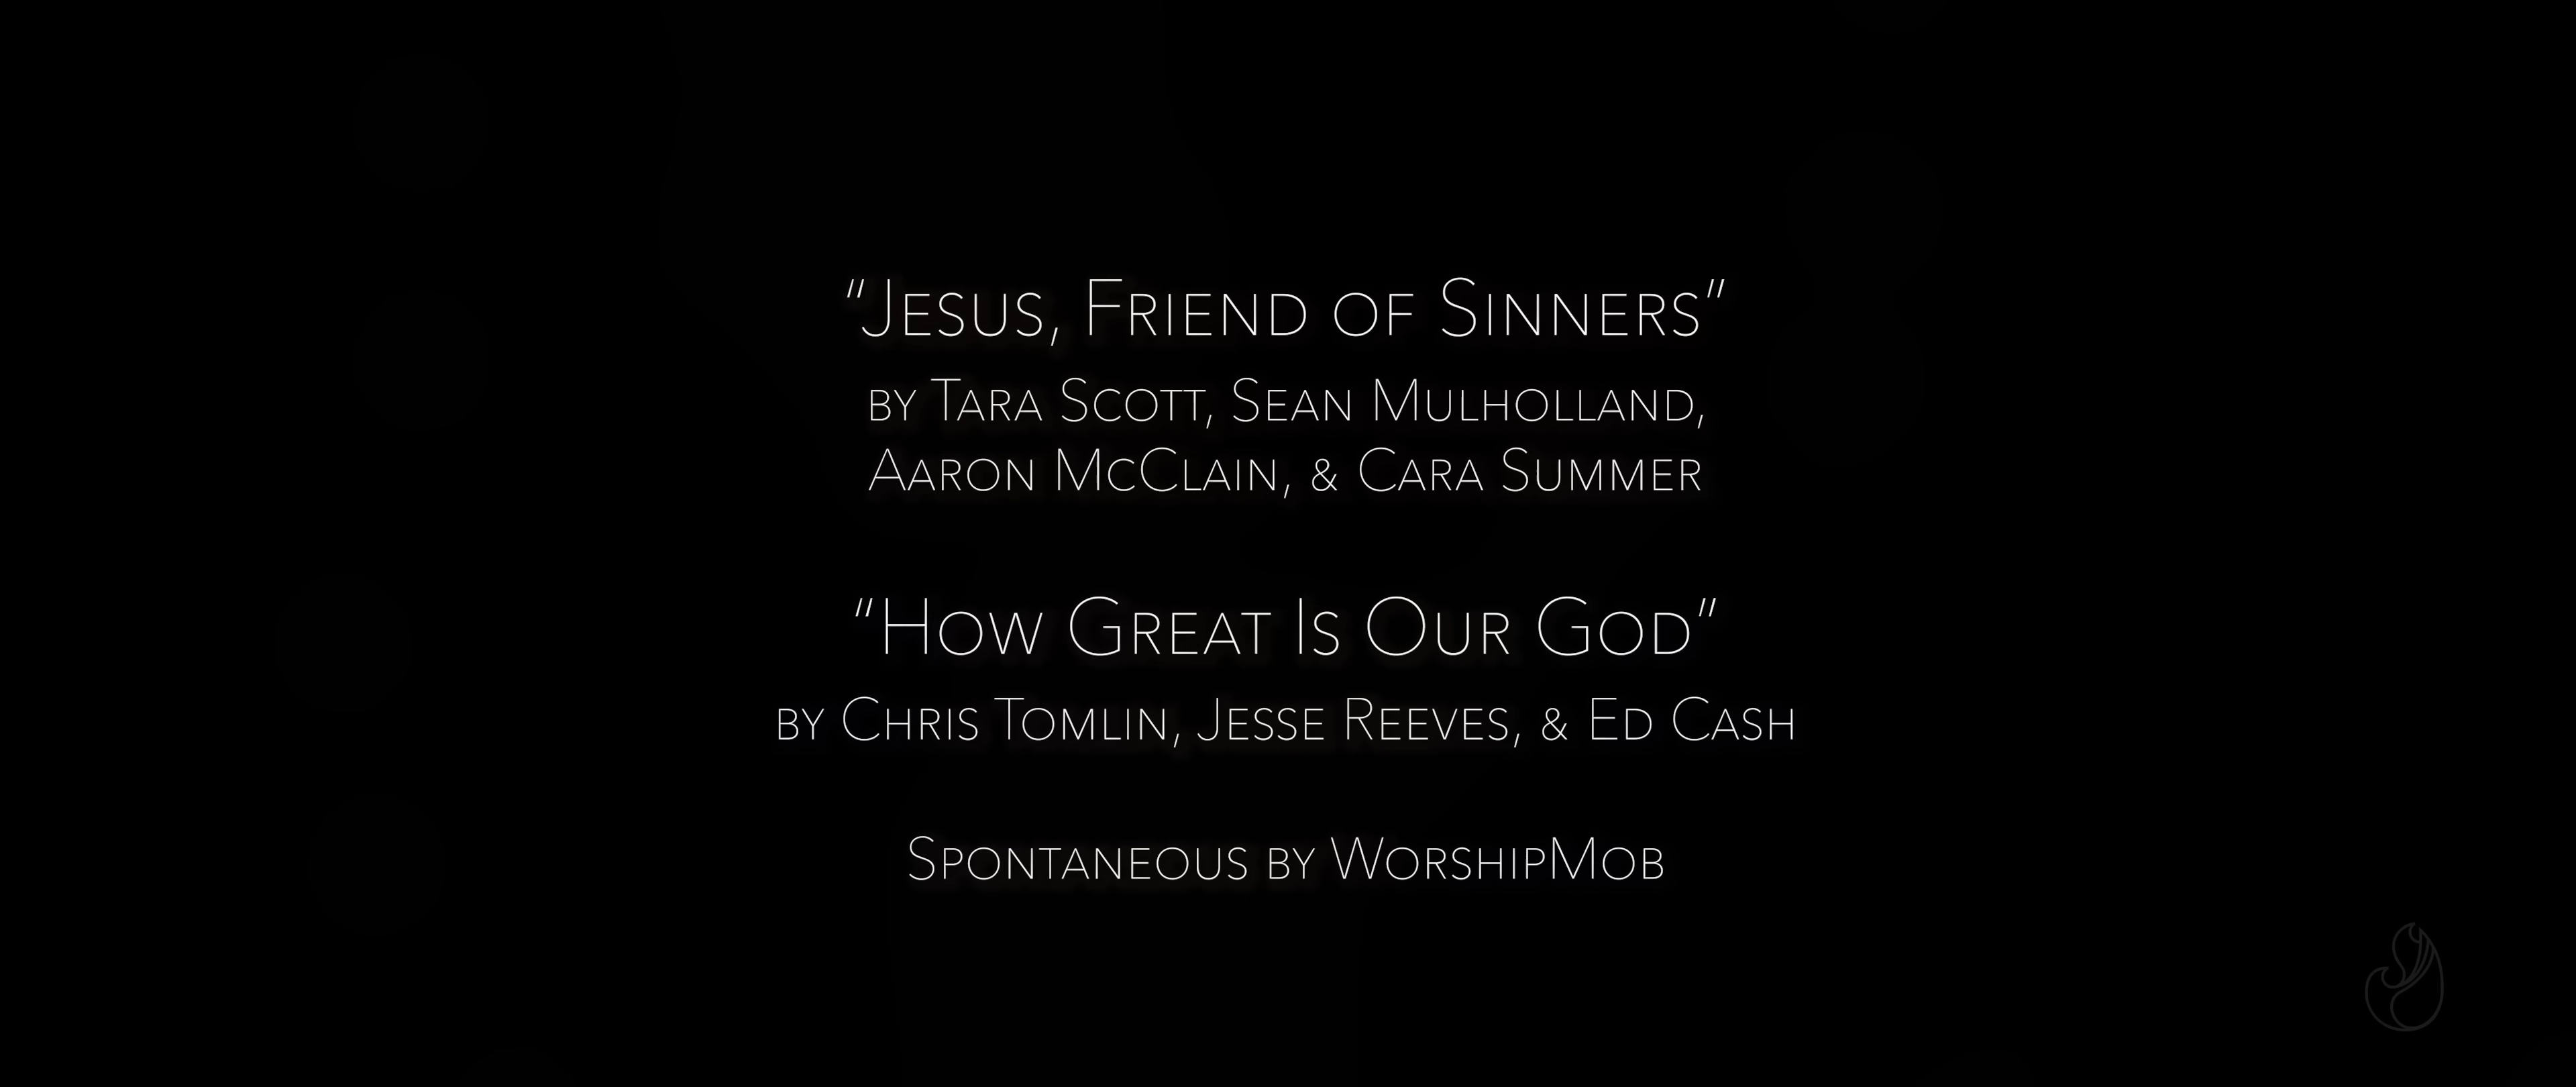 "Jesus, Friend of Sinners"
by Tara Scott, Sean Mulholland,
Aaron McClain, & Cara Summer
"How Great Is Our God"
by Chris Tomlin, Jesse Reeves, & Ed Cash
Spontaneous by WorshipMob